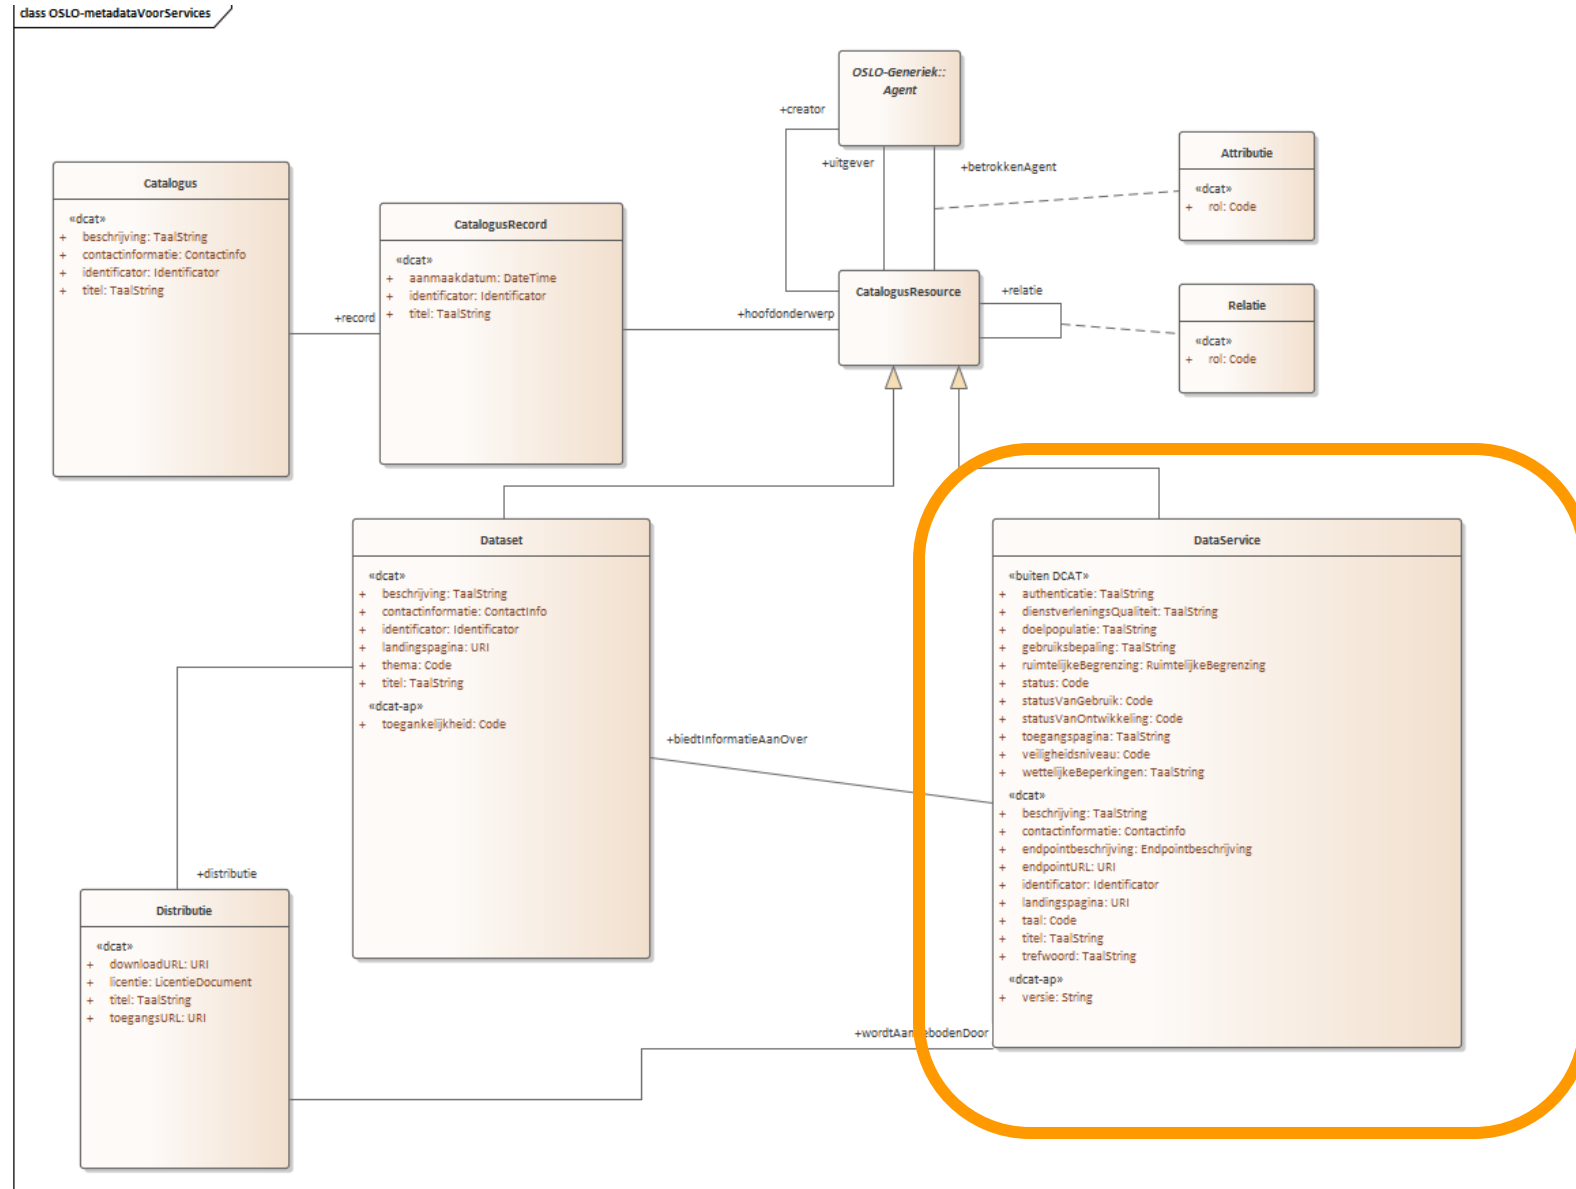 class OSLO-metadataVoorServices
OSLO-Generiek::
Agent
+creator
+uitgever
+betrokkenAgent
Attributie
«dcat»
+ rol: Code
Catalogus
«dcat»
+ beschrijving: TaalString
+ contactinformatie: Contactinfo
+ identificator: Identificator
+ titel: TaalString
+record
CatalogusRecord
«dcat»
+ aanmaakdatum: DateTime
+ identificator: Identificator
+ titel: TaalString
+hoofdonderwerp
CatalogusResource
+relatie
Relatie
«dcat»
+ rol: Code
Dataset
«dcat»
+ beschrijving: TaalString
+ contactinformatie: ContactInfo
+ identificator: Identificator
+ landingspagina: URI
+ thema: Code
+ titel: TaalString
«dcat-ap»
+ toegankelijkheid: Code
+biedtInformatieAanOver
DataService
«buiten DCAT»
+ authenticatie: TaalString
+ dienstverleningsQualiteit: TaalString
+ doelpopulatie: TaalString
+ gebruiksbepaling: TaalString
+ ruimtelijkeBegrenzing: RuimtelijkeBegrenzing
+ status: Code
+ statusVanGebruik: Code
+ statusVanOntwikkeling: Code
+ toegangspagina: TaalString
+ veiligheidsniveau: Code
+ wettelijkeBeperkingen: TaalString
«dcat»
+ beschrijving: TaalString
+ contactinformatie: Contactinfo
+ endpointbeschrijving: Endpointbeschrijving
+ endpointURL: URI
+ identificator: Identificator
+ landingspagina: URI
+ taal: Code
+ titel: TaalString
+ trefwoord: TaalString
«dcat-ap»
+ versie: String
+distributie
Distributie
«dcat»
+ downloadURL: URI
+ licentie: LicentieDocument
+ titel: TaalString
+ toegangsURL: URI
+wordtAangebodenDoor